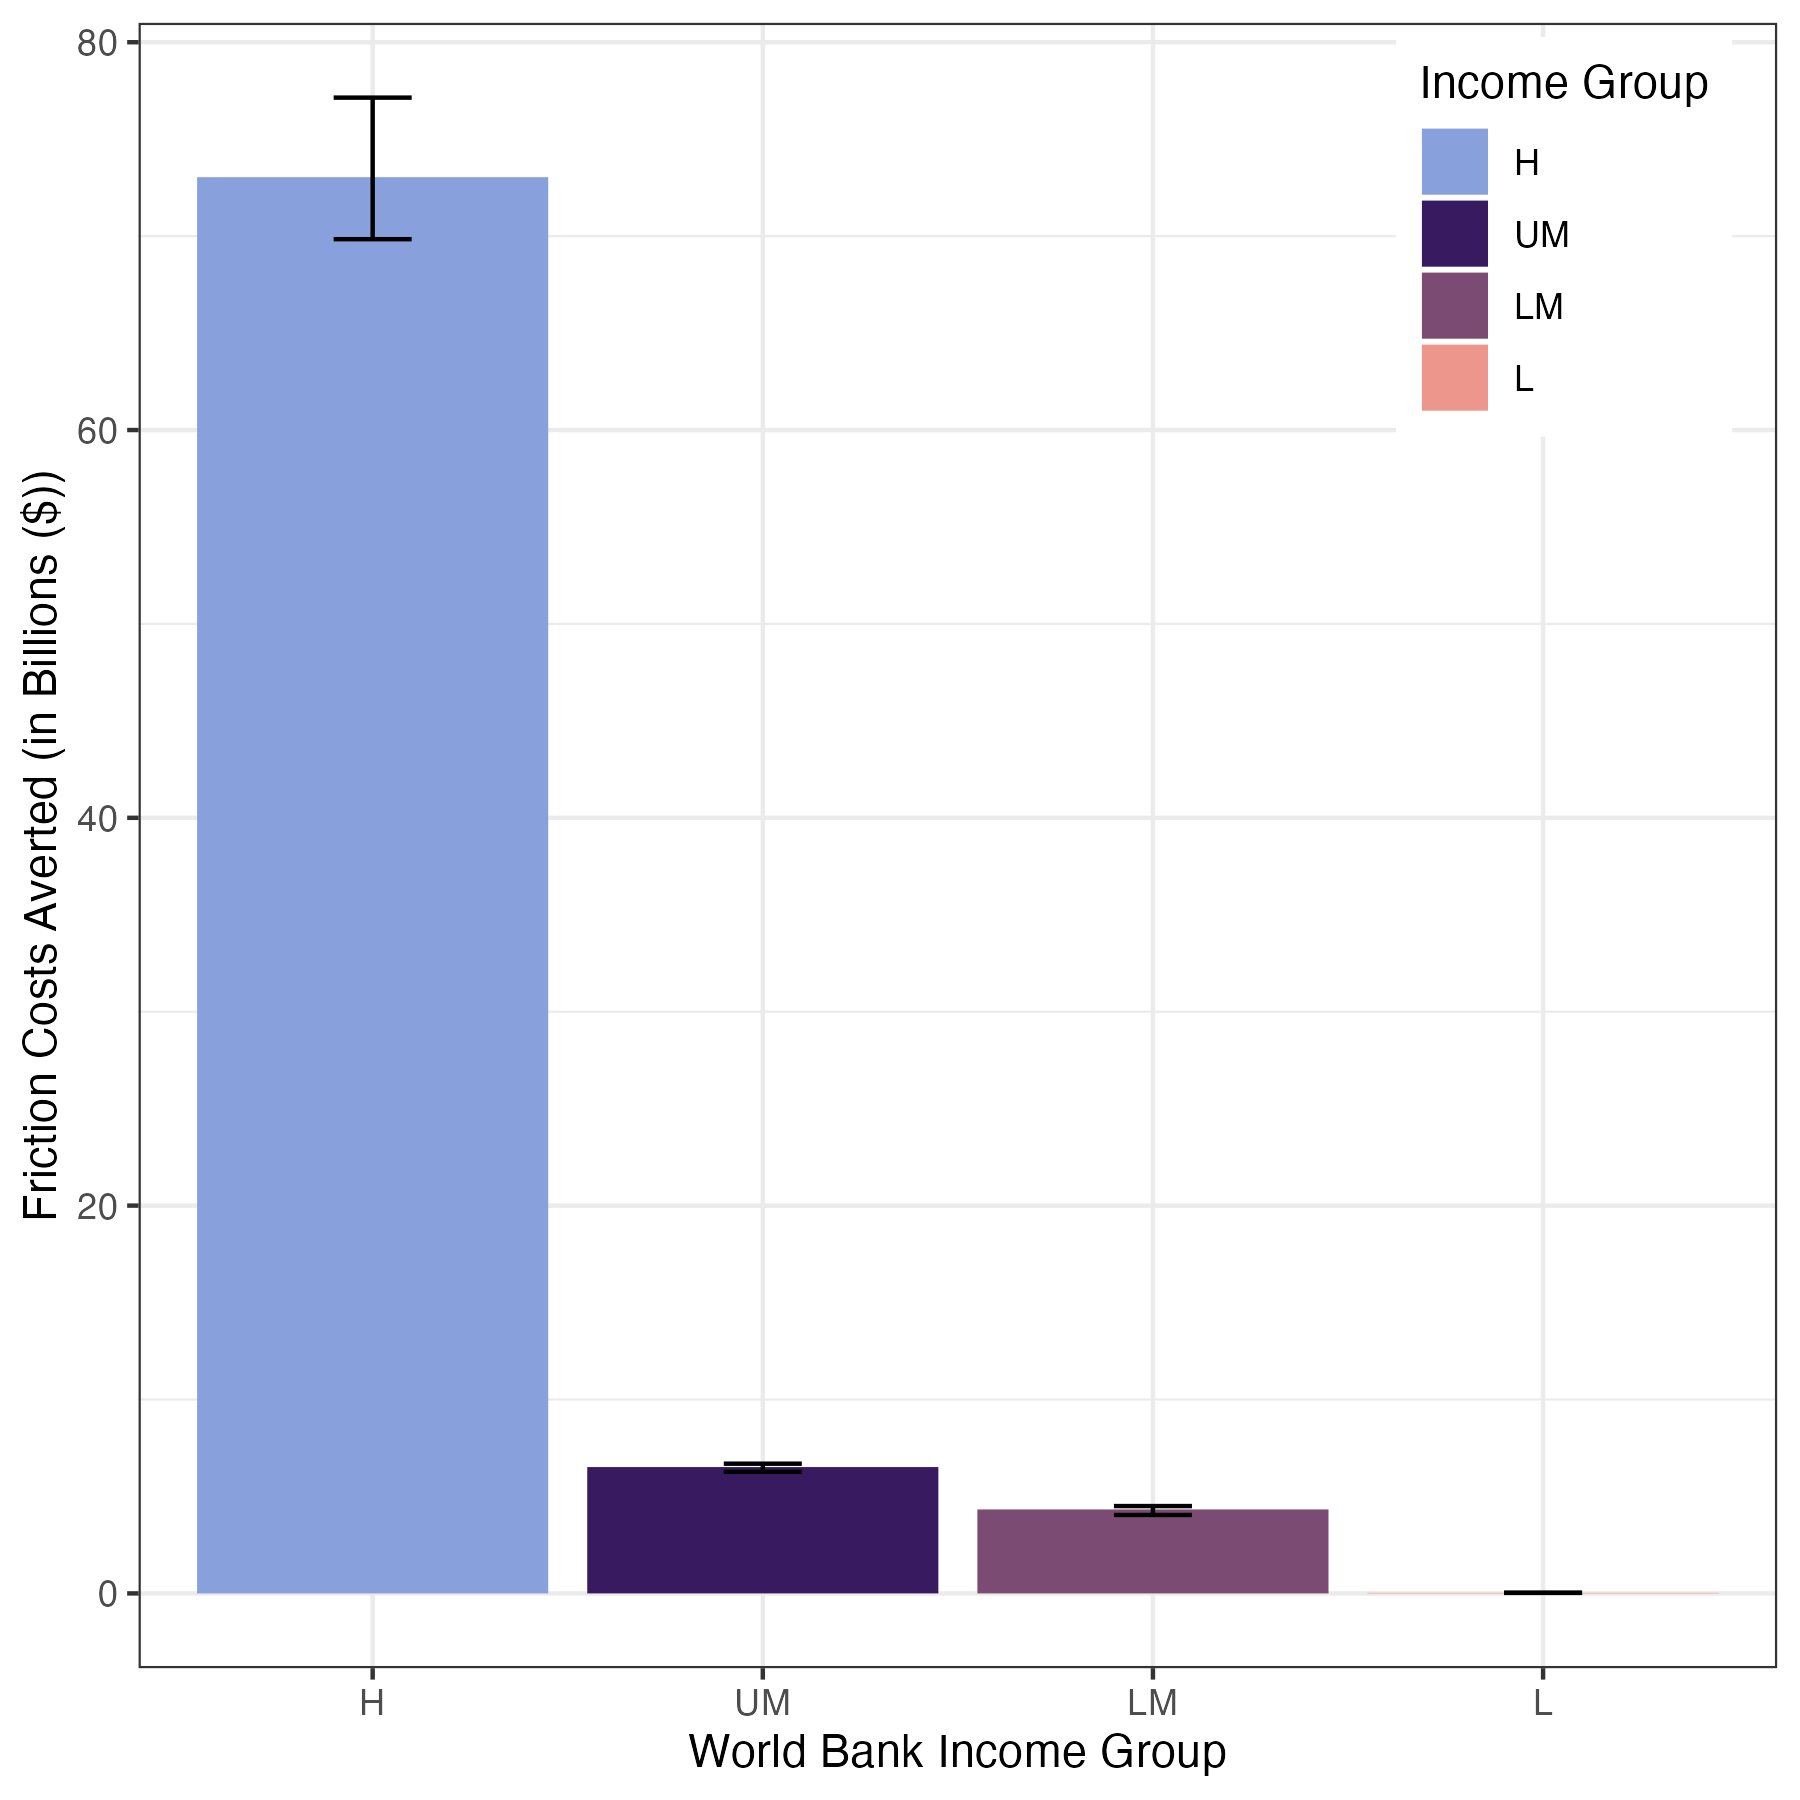 Friction Costs Averted (in Billions ($))
80
60
40
20
0
Income Group
H
UM
LM
L
H
UM
LM
L
World Bank Income Group